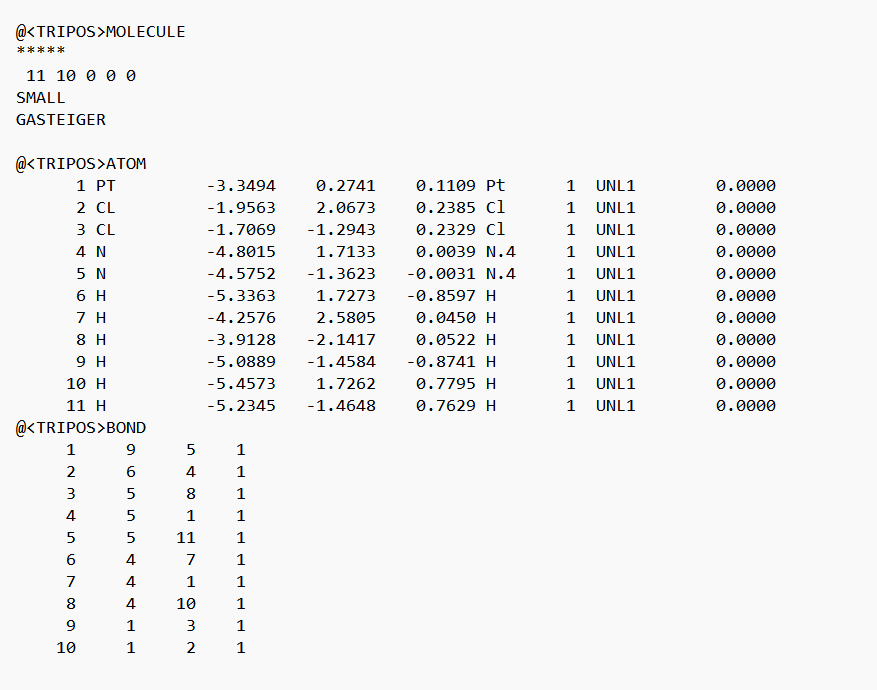 @<TRIPOS>MOLECULE
*****
 11 10 0 0 0
SMALL
GASTEIGER

@<TRIPOS>ATOM
      1 PT         -3.3494    0.2741    0.1109 Pt      1  UNL1        0.0000
      2 CL         -1.9563    2.0673    0.2385 Cl      1  UNL1        0.0000
      3 CL         -1.7069   -1.2943    0.2329 Cl      1  UNL1        0.0000
      4 N          -4.8015    1.7133    0.0039 N.4     1  UNL1        0.0000
      5 N          -4.5752   -1.3623   -0.0031 N.4     1  UNL1        0.0000
      6 H          -5.3363    1.7273   -0.8597 H       1  UNL1        0.0000
      7 H          -4.2576    2.5805    0.0450 H       1  UNL1        0.0000
      8 H          -3.9128   -2.1417    0.0522 H       1  UNL1        0.0000
      9 H          -5.0889   -1.4584   -0.8741 H       1  UNL1        0.0000
     10 H          -5.4573    1.7262    0.7795 H       1  UNL1        0.0000
     11 H          -5.2345   -1.4648    0.7629 H       1  UNL1        0.0000
@<TRIPOS>BOND
     1     9     5    1
     2     6     4    1
     3     5     8    1
     4     5     1    1
     5     5    11    1
     6     4     7    1
     7     4     1    1
     8     4    10    1
     9     1     3    1
    10     1     2    1